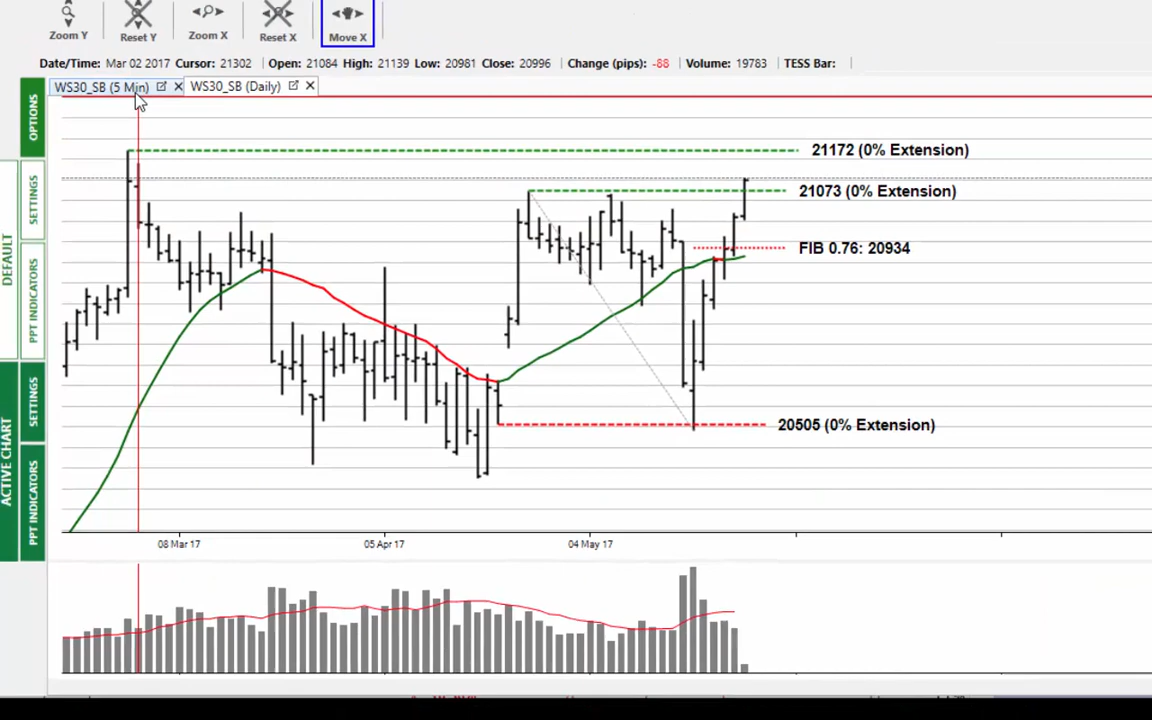 Zoom Y
Reset Y
Zoom X
Reset X
Move X
Date/Time: Mar 02 2017 Cursor: 21302 Open: 21084 High: 21139 Low: 20981 Close: 20996 Change (pips): -88 Volume: 19783 TESS Bar:
WS30_SB (5 Min)
WS30_SB (Daily)
OPTIONS
DEFAULT
SETTINGS
PPT INDICATORS
ACTIVE CHART
SETTINGS
PPT INDICATORS
21172 (0% Extension)
21073 (0% Extension)
FIB 0.76: 20934
20505 (0% Extension)
08 Mar 17
05 Apr 17
04 May 17